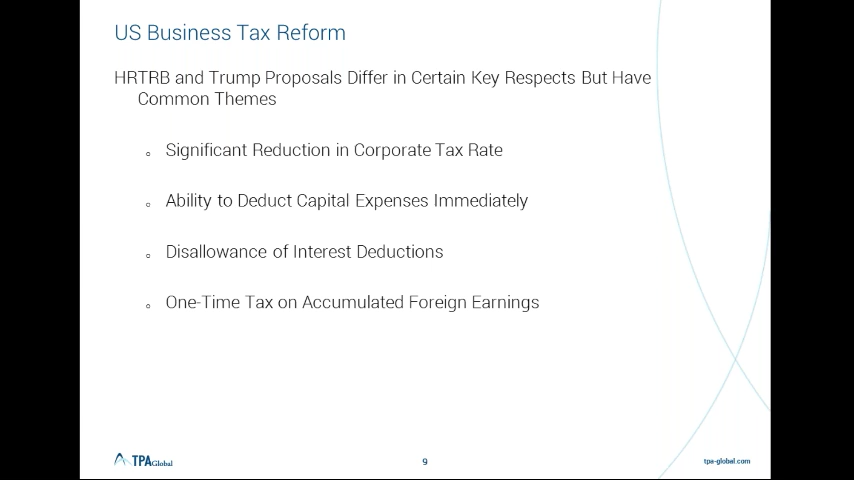 US Business Tax Reform
HRTRB and Trump Proposals Differ in Certain Key Respects But Have
Common Themes
Significant Reduction in Corporate Tax Rate
Ability to Deduct Capital Expenses Immediately
Disallowance of Interest Deductions
One-Time Tax on Accumulated Foreign Earnings
TPAGlobal
9
tpa-global.com